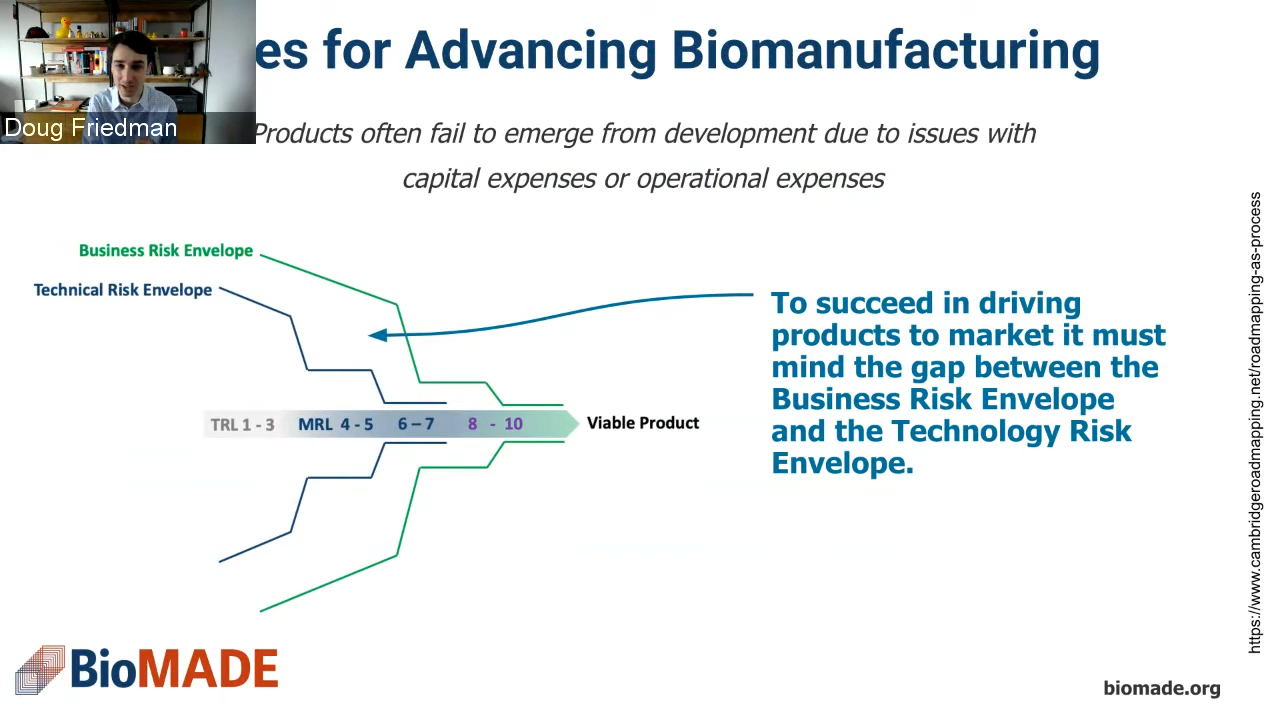 es for Advancing Biomanufacturing
Doug Friedman
Products often fail to emerge from development due to issues with
capital expenses or operational expenses
Business Risk Envelope
Technical Risk Envelope
To succeed in driving
products to market it must
mind the gap between the
Business Risk Envelope
and the Technology Risk
Envelope.
TRL 1 - 3 MRL 4 - 5 6 – 7 8 - 10 Viable Product
https://www.cambridgeroadmapping.net/roadmapping-as-process
BioMADE
biomade.org